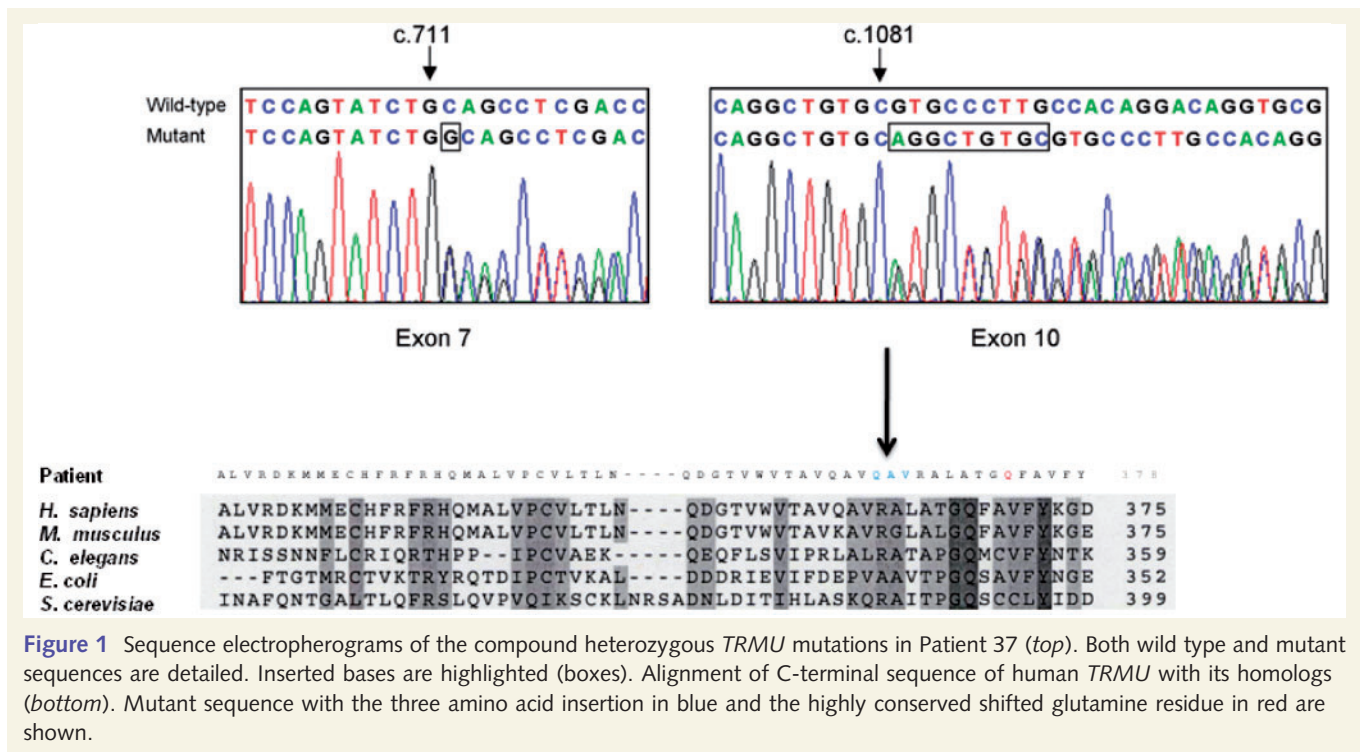 c.711
c.1081
Wild-type TCCAGTATCTGCAGCCTCGACC
Mutant TCCAGTATCTGGCAGCCTCGAC
CAGGCTGTGCGTGCCCTTGCCACAGGACAGGTGCG
CAGGCTGTGCAGGCTGTGCGTGCCCTTGCCACAGG
Exon 7
Exon 10
Patient ALVRDKMMECHFRFRHQMALVPCVLTLN----QDGTVWVTAVQAVQAVRALATGQFAVFY 378
H. sapiens ALVRDKMMECHFRFRHQMALVPCVLTLN----QDGTVWVTAVQAVRALATGQFAVFYKGD 375
M. musculus ALVRDKMMECHFRFRHQMALVPCVLTLN----QDGTVWVTAVKAVRGLALGQFAVFYKGD 375
C. elegans NRISSNNFLCRIQRTHPP--IPCVAEK-----QEQFLSVIPRLALRATAPGQMCVFYNTK 359
E. coli ---FTGTMRCTVKTRYRQTDIPCTVKAL----DDDRIEVIFDEPVAAVTPGQSAVFYNGE 352
S. cerevisiae INAFQNTGALTLQFRSLQVPVQIKSCKLNRSADNLDITIHLASKQRAITPGQSCCLYIDD 399
Figure 1 Sequence electropherograms of the compound heterozygous TRMU mutations in Patient 37 (top). Both wild type and mutant
sequences are detailed. Inserted bases are highlighted (boxes). Alignment of C-terminal sequence of human TRMU with its homologs
(bottom). Mutant sequence with the three amino acid insertion in blue and the highly conserved shifted glutamine residue in red are
shown.